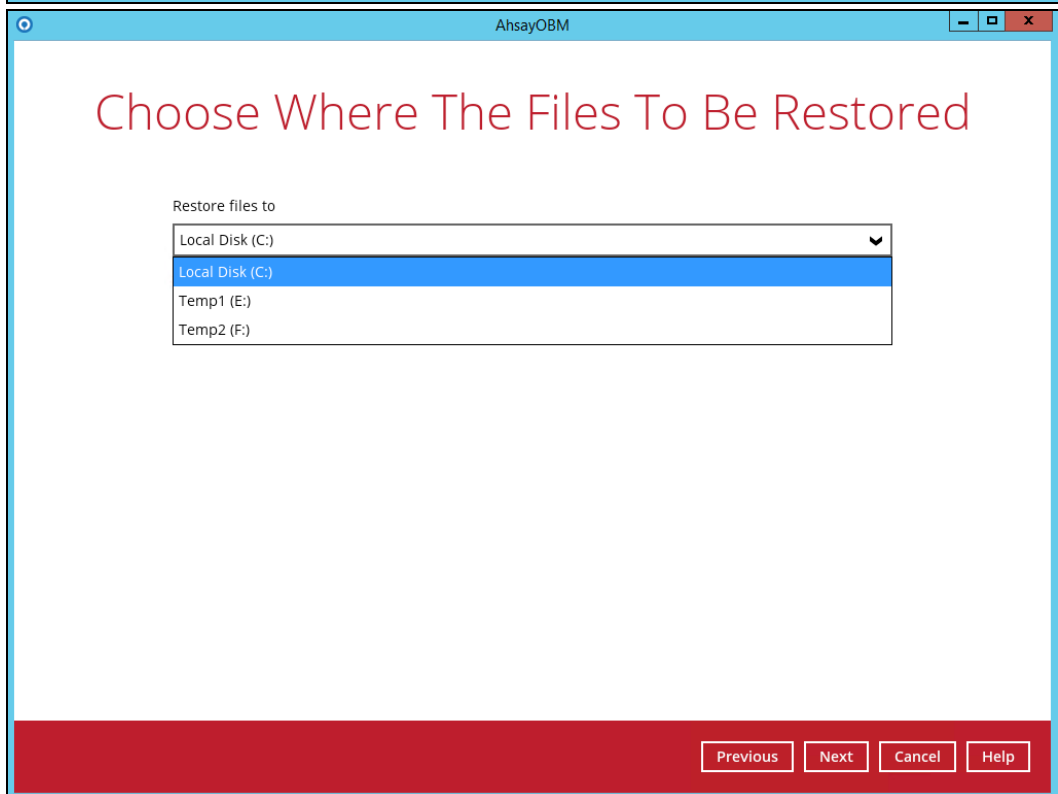 AhsayOBM
Choose Where The Files To Be Restored
Restore files to
Local Disk (C:)
Local Disk (C:)
Temp1 (E:)
Temp2 (F:)
Previous Next Cancel Help